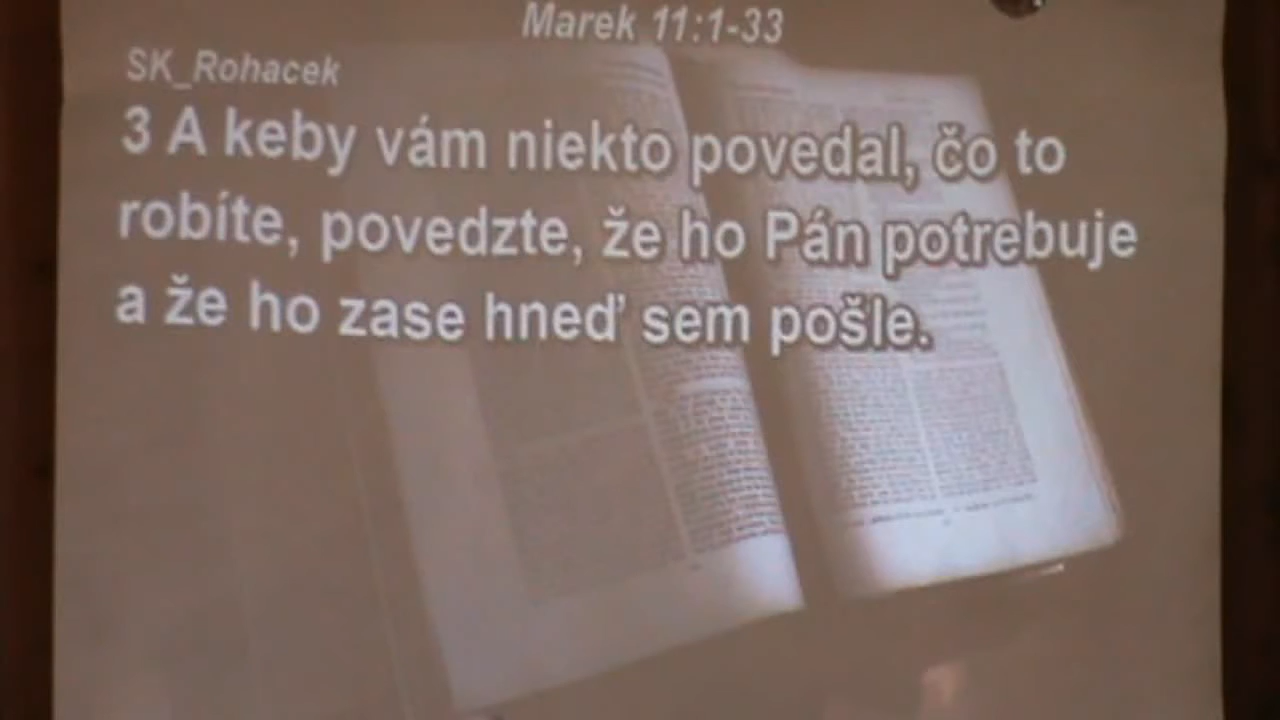 Marek 11:1-33
SK_Rohacek
3 A keby vám niekto povedal, čo to
robíte, povedzte, že ho Pán potrebuje
a že ho zase hneď sem pošle.